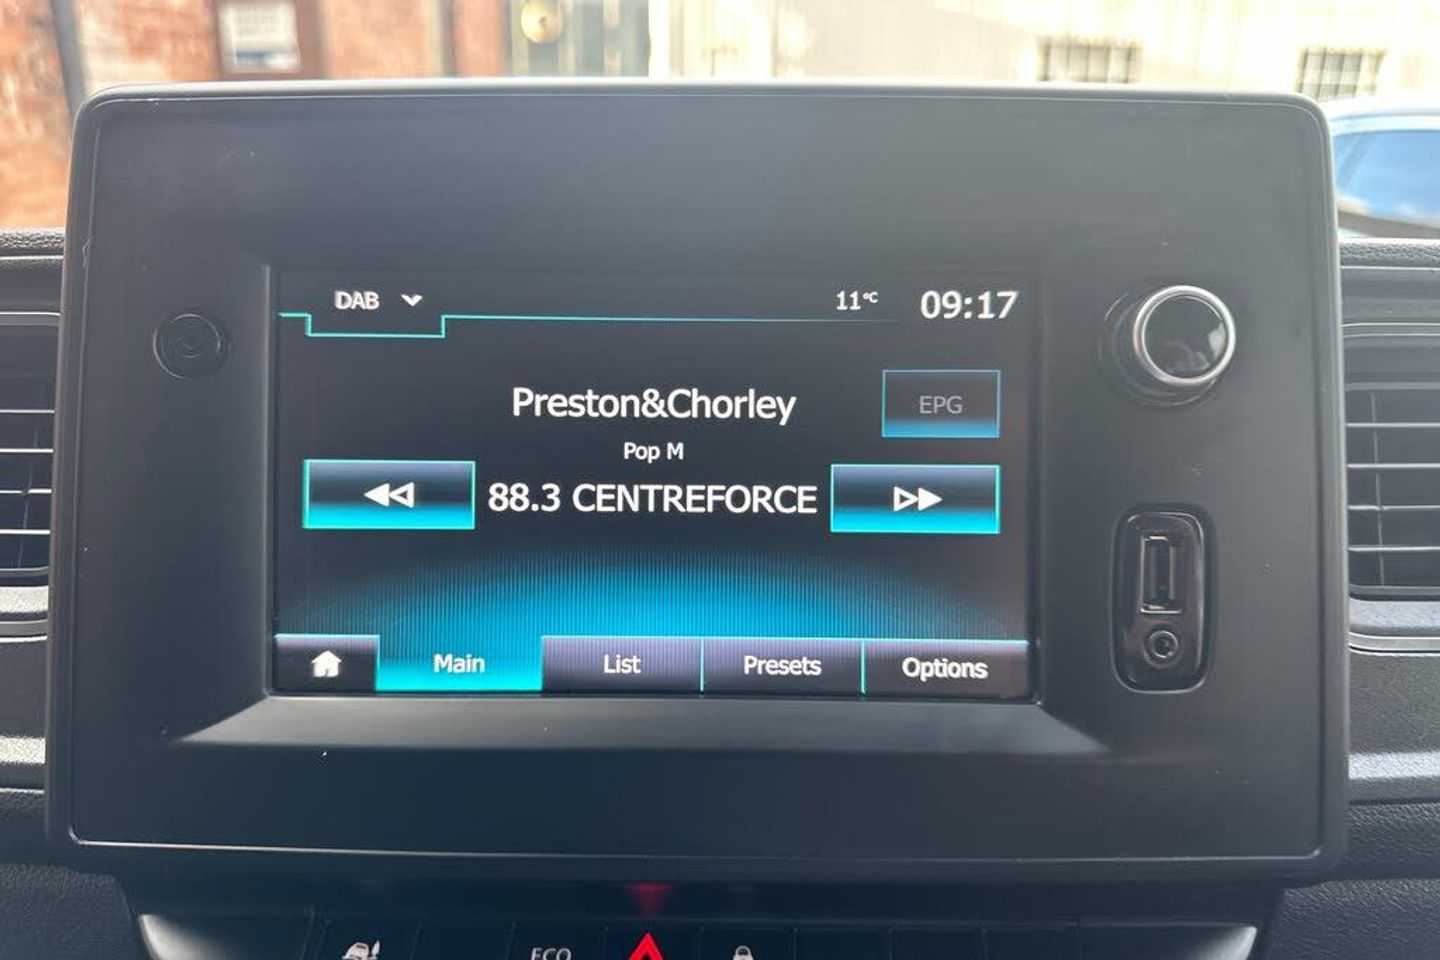 DAB
11°C
09:17
Preston&Chorley
EPG
Pop M
88.3 CENTREFORCE
Main
List
Presets
Options
ECO